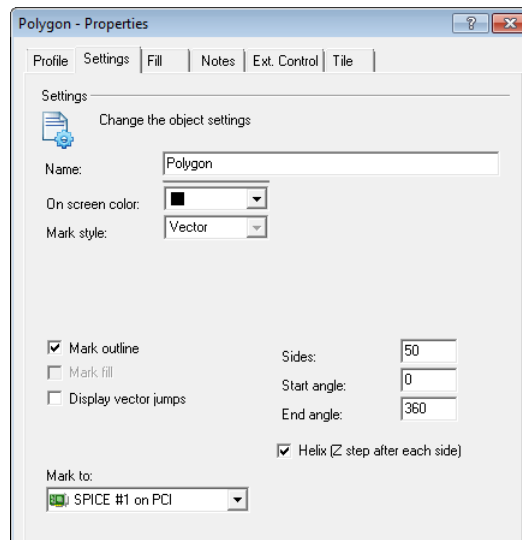 Polygon - Properties
Profile Settings Fill Notes Ext. Control Tile
Settings
Change the object settings
Name: Polygon
On screen color:
Mark style: Vector
Mark outline
Sides: 50
Mark fill
Start angle: 0
Display vector jumps
End angle: 360
Helix (Z step after each side)
Mark to:
SPICE #1 on PCI